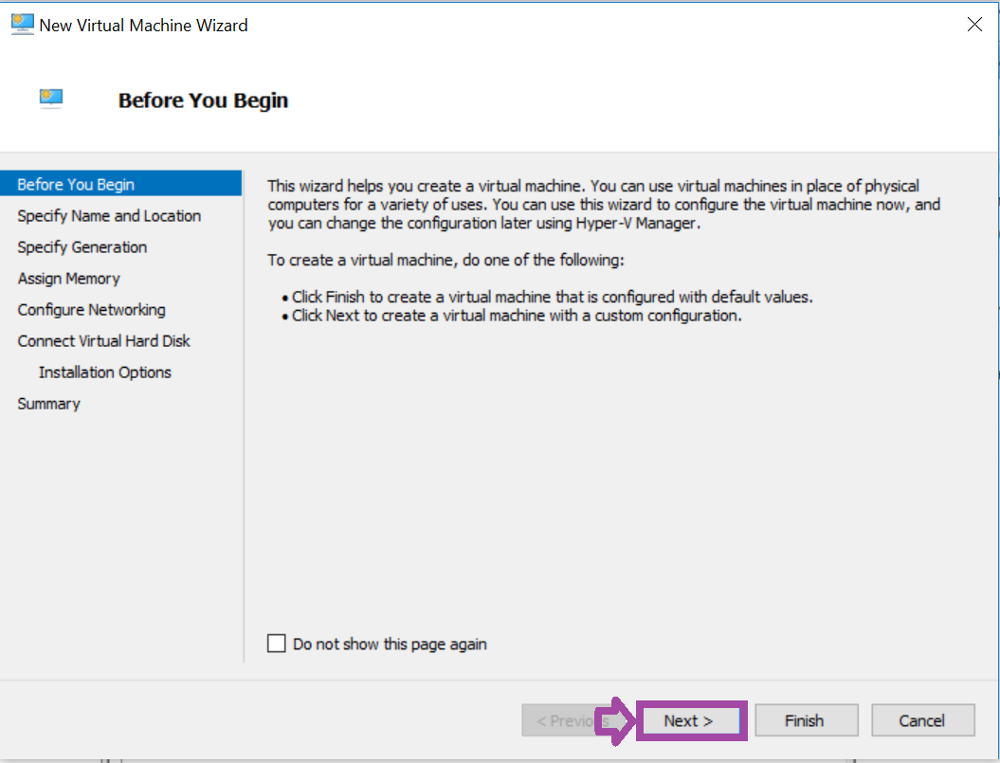 New Virtual Machine Wizard
Before You Begin
Before You Begin
Specify Name and Location
Specify Generation
Assign Memory
Configure Networking
Connect Virtual Hard Disk
Installation Options
Summary
This wizard helps you create a virtual machine. You can use virtual machines in place of physical
computers for a variety of uses. You can use this wizard to configure the virtual machine now, and
you can change the configuration later using Hyper-V Manager.
To create a virtual machine, do one of the following:
• Click Finish to create a virtual machine that is configured with default values.
• Click Next to create a virtual machine with a custom configuration.
Do not show this page again
< Previous
Next >
Finish
Cancel